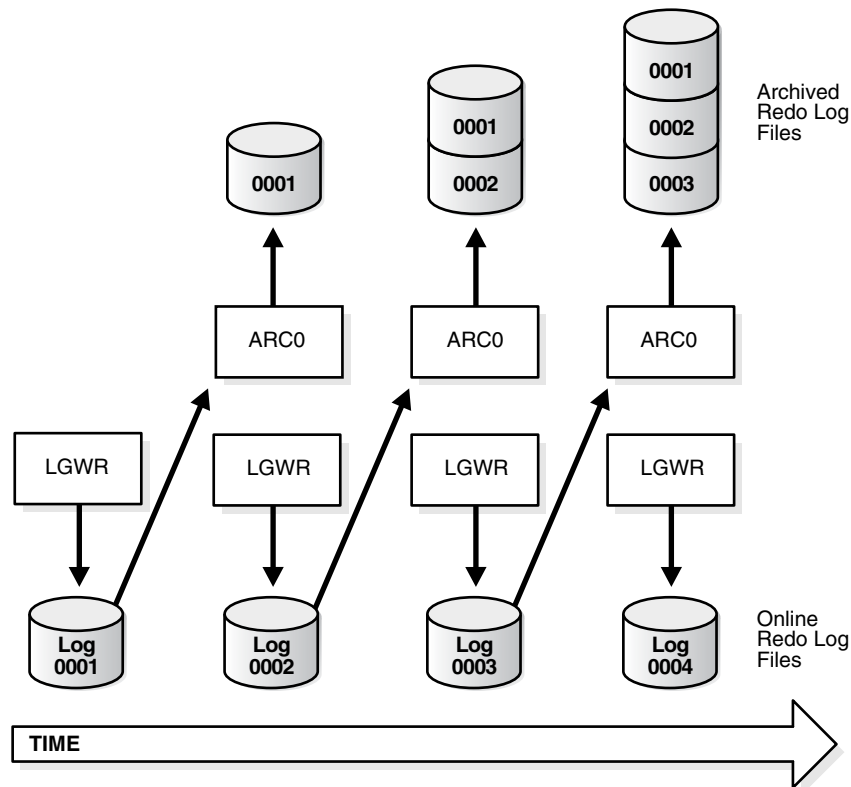 0001
Archived
Redo Log
Files
0001
0002
0001
0002
0003
ARC0
ARC0
ARC0
LGWR
LGWR
LGWR
LGWR
Log
0001
Log
0002
Log
0003
Log
0004
Online
Redo Log
Files
TIME